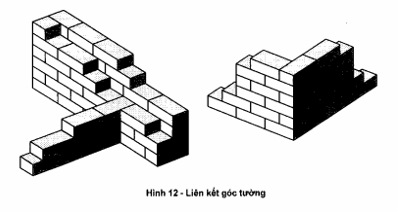 Hình 12 - Liên kết góc tường